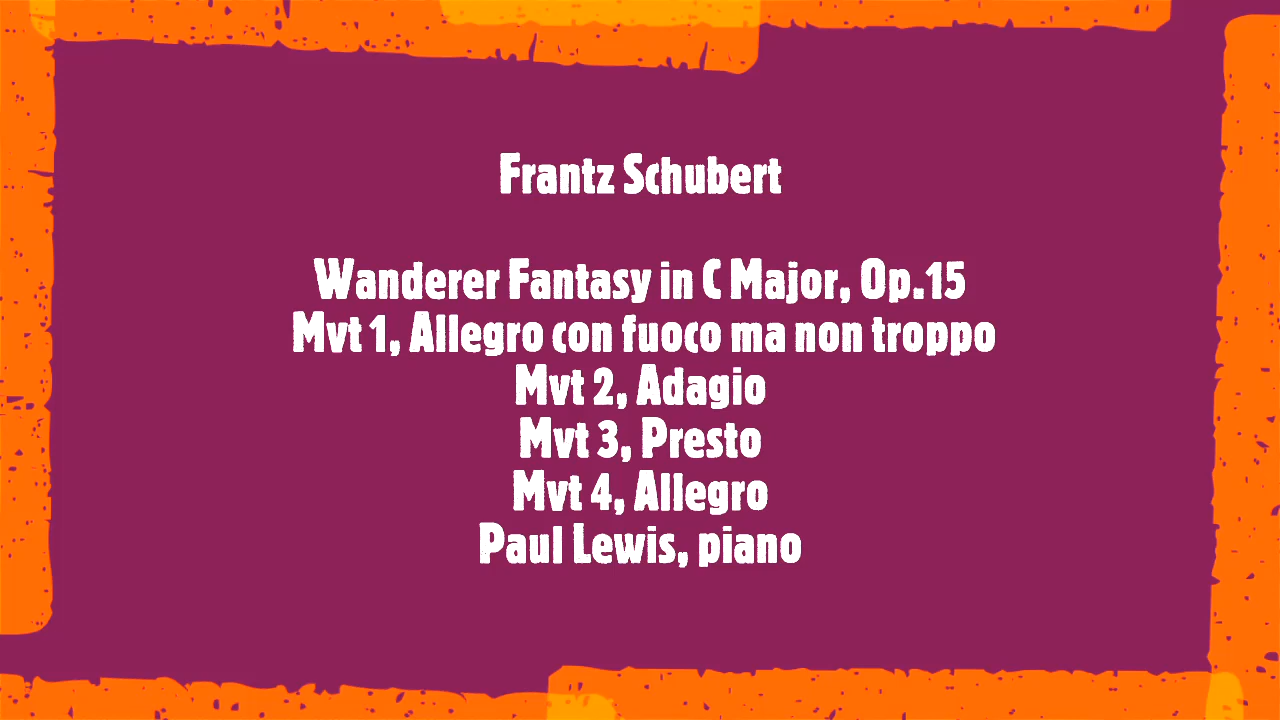 Frantz Schubert
Wanderer Fantasy in C Major, Op.15
Mvt 1, Allegro con fuoco ma non troppo
Mvt 2, Adagio
Mvt 3, Presto
Mvt 4, Allegro
Paul Lewis, piano